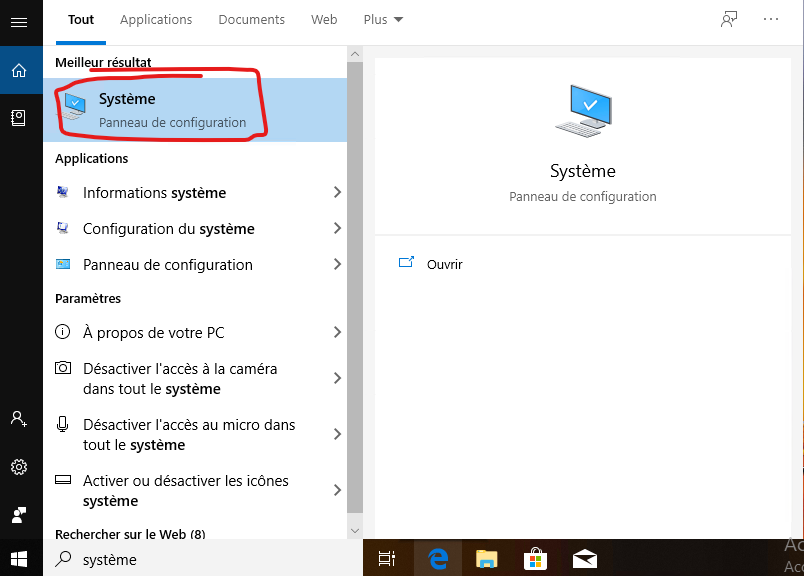 Tout Applications Documents Web Plus
Meilleur résultat
Système
Panneau de configuration
Applications
Informations système
Configuration du système
Panneau de configuration
Paramètres
À propos de votre PC
Désactiver l'accès à la caméra
dans tout le système
Désactiver l'accès au micro dans
tout le système
Activer ou désactiver les icônes
système
Rechercher sur le Web (8)
système
Système
Panneau de configuration
Ouvrir